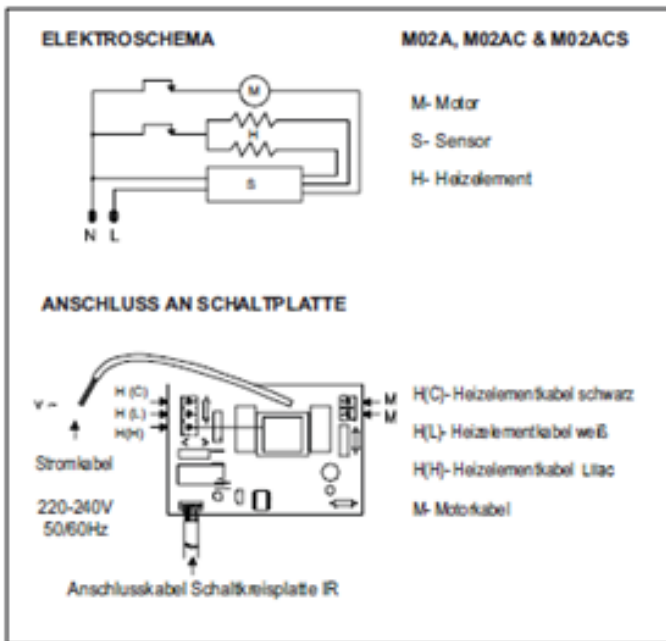 ELEKTROSCHEMA
M02A, M02AC & M02ACS
M
H
S
N L
M- Motor
S- Sensor
H- Heizelement
ANSCHLUSS AN SCHALTPLATTE
H (C)
H (L)
H(H)
V ~
M
M
Stromkabel
220-240V
50/60Hz
H(C)- Heizelementkabel schwarz
H(L)- Heizelementkabel weiß
H(H)- Heizelementkabel Lilac
M- Motorkabel
Anschlusskabel Schaltkreisplatte IR